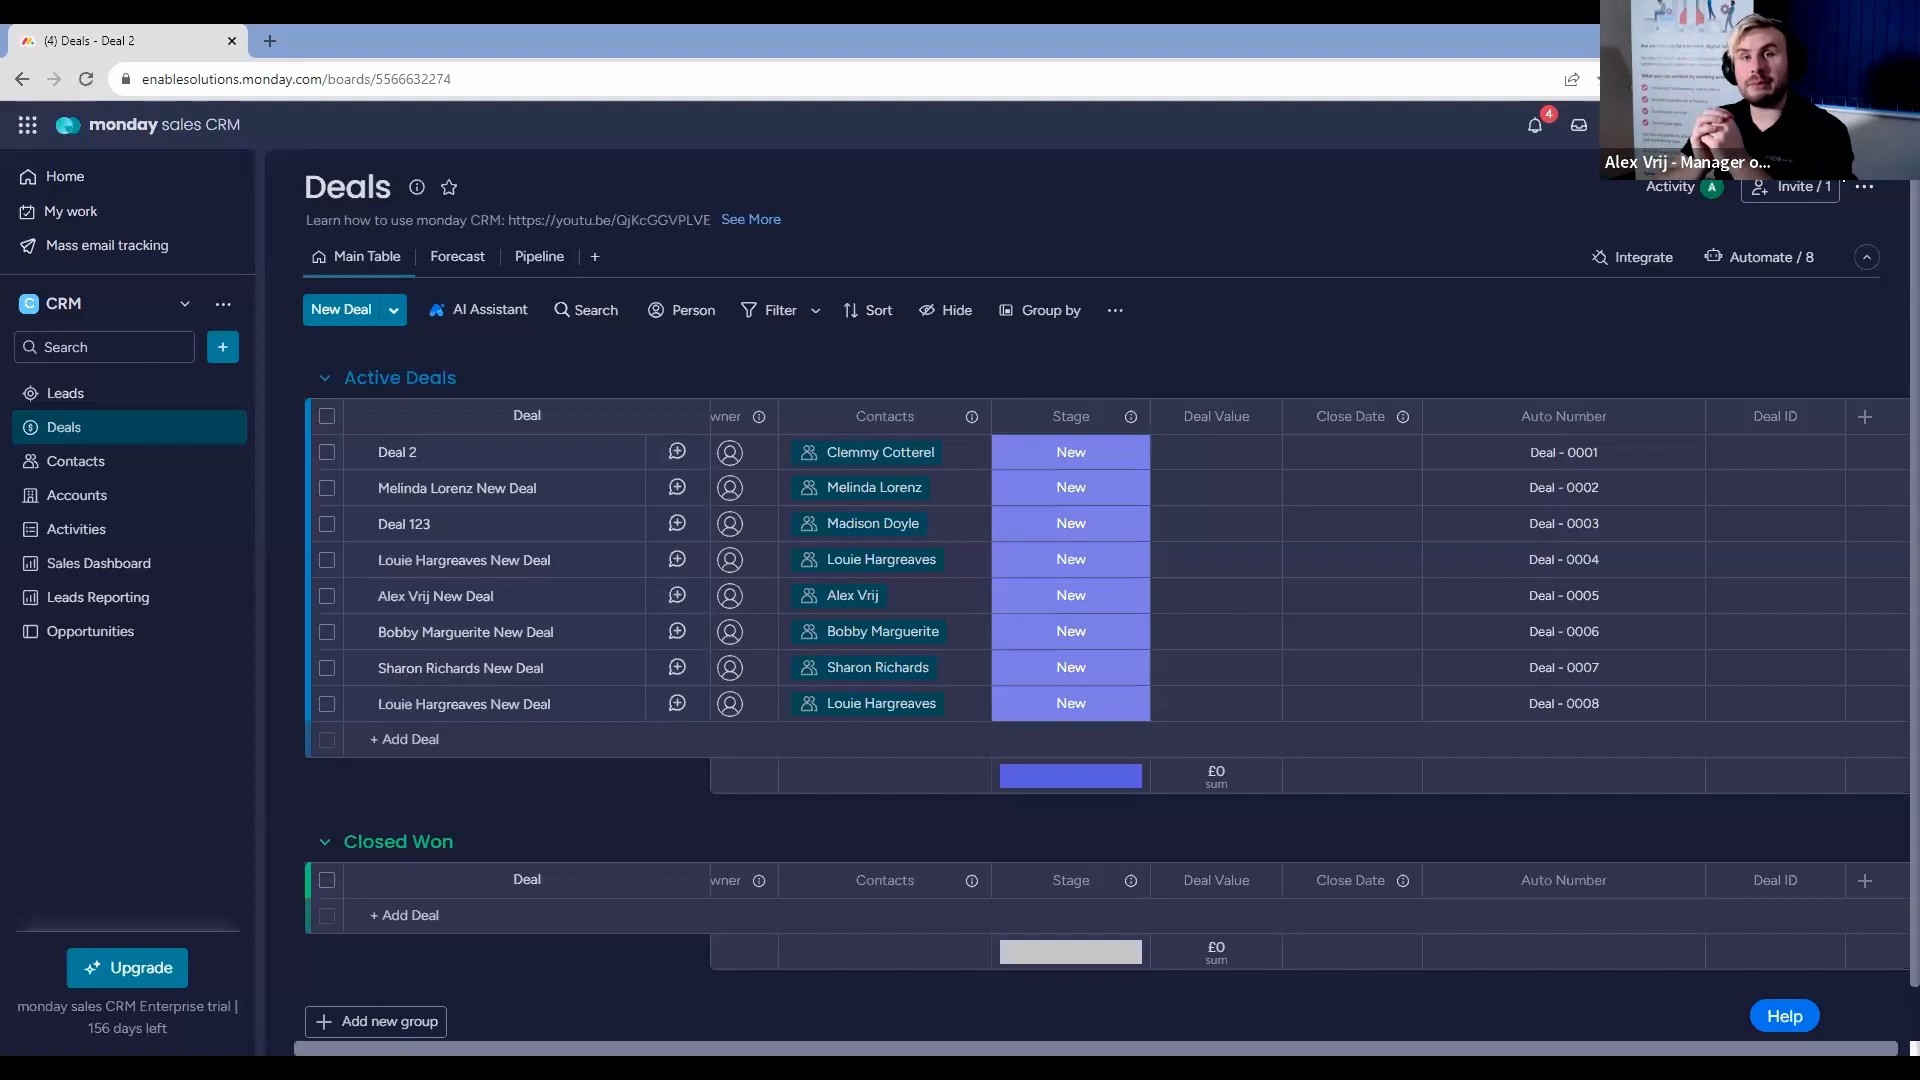 (4) Deals - Deal 2
enablesolutions.monday.com/boards/5566632274
monday sales CRM
4
Alex Vrij - Manager o...
Home
My work
Mass email tracking
C CRM
Search
Leads
Deals
Contacts
Accounts
Activities
Sales Dashboard
Leads Reporting
Opportunities
Upgrade
monday sales CRM Enterprise trial |
156 days left
Deals
Activity A Invite / 1
Learn how to use monday CRM: https://youtu.be/QjKcGGVPLVE See More
Main Table Forecast Pipeline +
Integrate Automate / 8
New Deal AI Assistant Search Person Filter Sort Hide Group by
Active Deals
Deal wner Contacts Stage Deal Value Close Date Auto Number Deal ID
Deal 2 Clemmy Cotterel New Deal - 0001
Melinda Lorenz New Deal Melinda Lorenz New Deal - 0002
Deal 123 Madison Doyle New Deal - 0003
Louie Hargreaves New Deal Louie Hargreaves New Deal - 0004
Alex Vrij New Deal Alex Vrij New Deal - 0005
Bobby Marguerite New Deal Bobby Marguerite New Deal - 0006
Sharon Richards New Deal Sharon Richards New Deal - 0007
Louie Hargreaves New Deal Louie Hargreaves New Deal - 0008
+ Add Deal
£0
sum
Closed Won
Deal wner Contacts Stage Deal Value Close Date Auto Number Deal ID
+ Add Deal
£0
sum
Add new group
Help